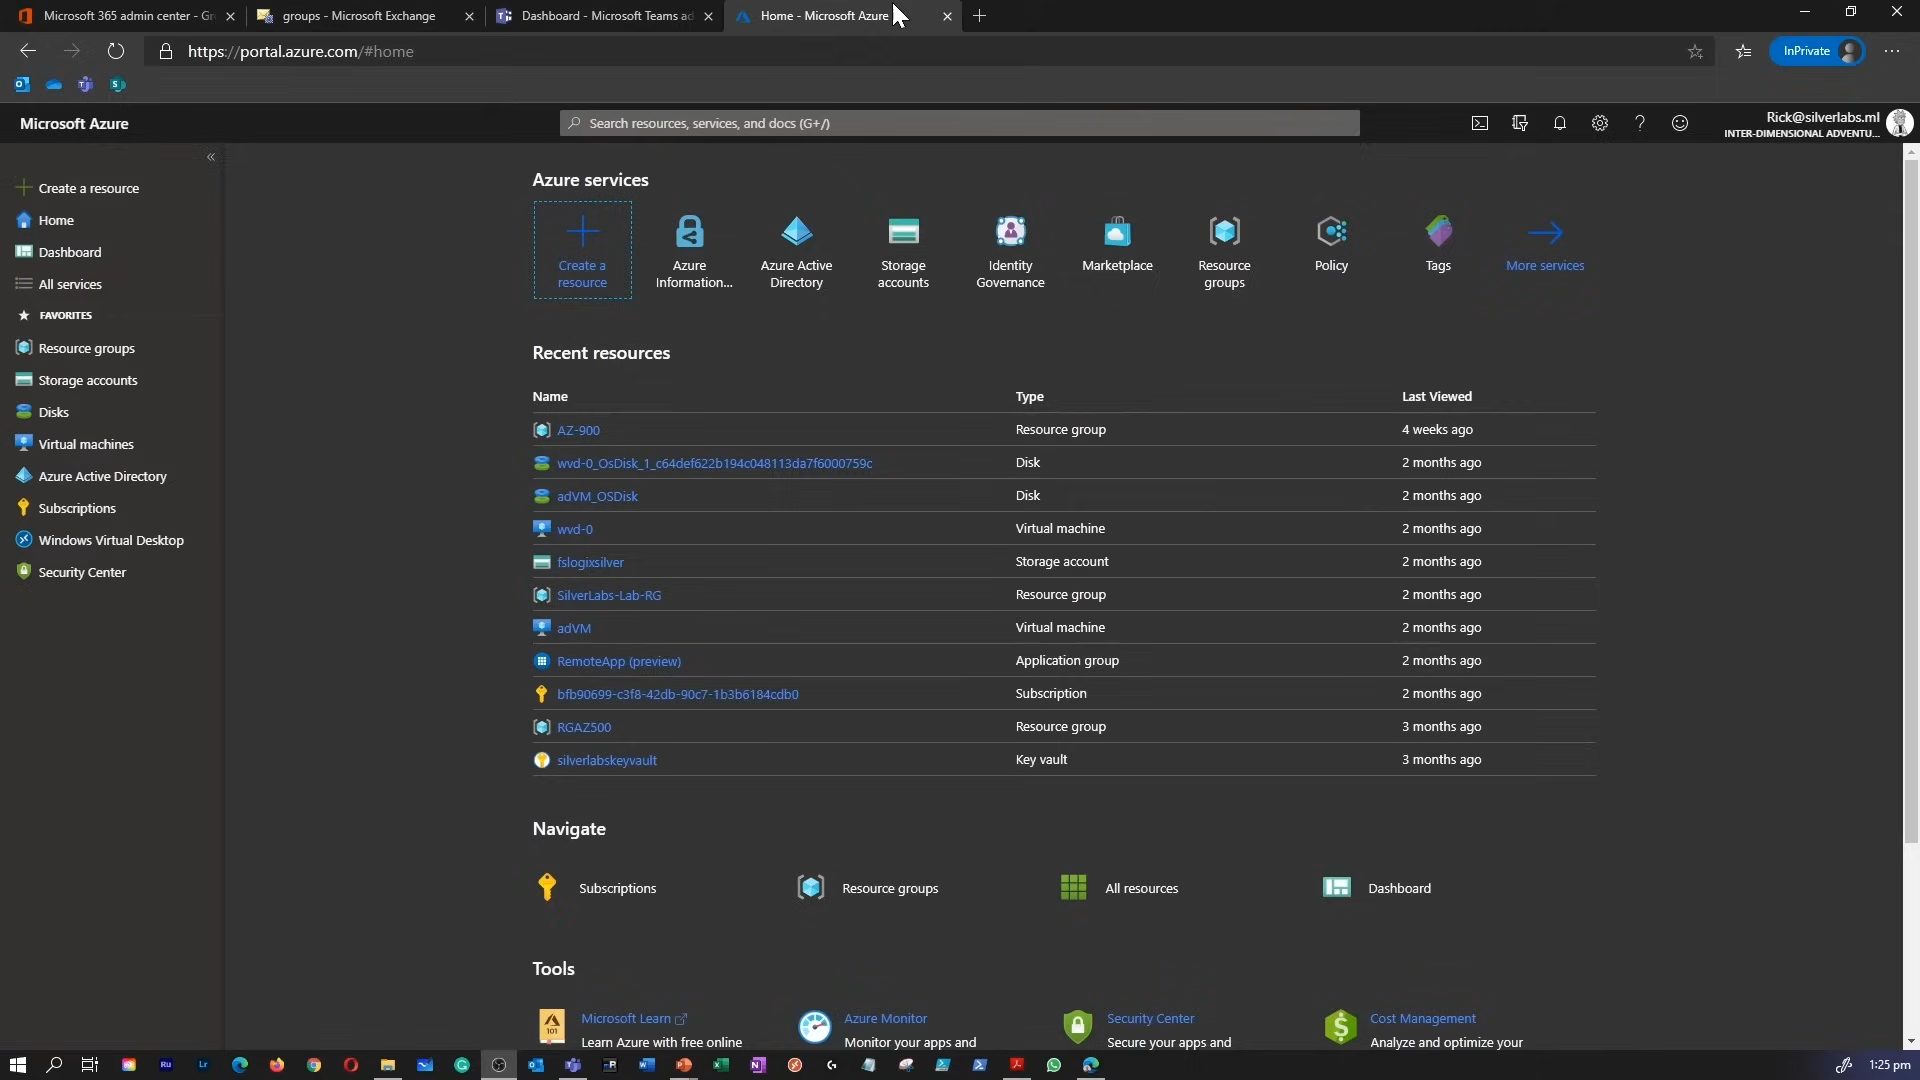 Microsoft 365 admin center - Gr
groups - Microsoft Exchange
Dashboard - Microsoft Teams ad
Home - Microsoft Azure
https://portal.azure.com/#home
InPrivate
Microsoft Azure
Search resources, services, and docs (G+/)
Rick@silverlabs.ml
INTER-DIMENSIONAL ADVENTU...
Create a resource
Home
Dashboard
All services
FAVORITES
Resource groups
Storage accounts
Disks
Virtual machines
Azure Active Directory
Subscriptions
Windows Virtual Desktop
Security Center
Azure services
Create a
resource
Azure
Information...
Azure Active
Directory
Storage
accounts
Identity
Governance
Marketplace
Resource
groups
Policy
Tags
More services
Recent resources
Name Type Last Viewed
AZ-900 Resource group 4 weeks ago
wvd-0_OsDisk_1_c64def622b194c048113da7f6000759c Disk 2 months ago
adVM_OSDisk Disk 2 months ago
wvd-0 Virtual machine 2 months ago
fslogixsilver Storage account 2 months ago
SilverLabs-Lab-RG Resource group 2 months ago
adVM Virtual machine 2 months ago
RemoteApp (preview) Application group 2 months ago
bfb90699-c3f8-42db-90c7-1b3b6184cdb0 Subscription 2 months ago
RGAZ500 Resource group 3 months ago
silverlabskeyvault Key vault 3 months ago
Navigate
Subscriptions
Resource groups
All resources
Dashboard
Tools
Microsoft Learn
Learn Azure with free online
Azure Monitor
Monitor your apps and
Security Center
Secure your apps and
Cost Management
Analyze and optimize your
1:25 pm